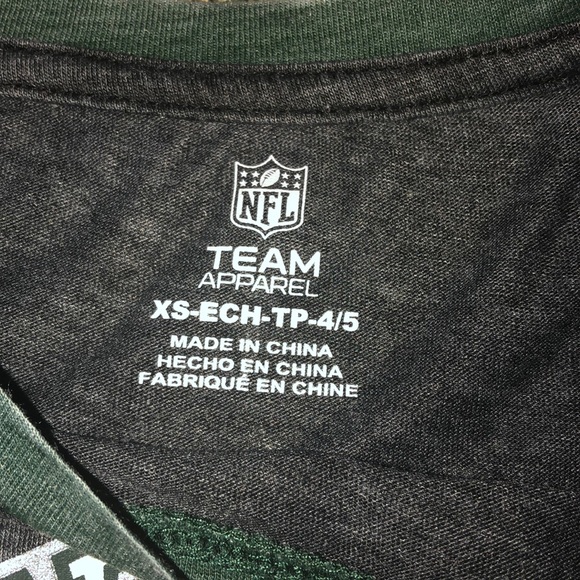 NFL
TEAM
APPAREL
XS-ECH-TP-4/5
MADE IN CHINA
HECHO EN CHINA
FABRIQUÉ EN CHINE